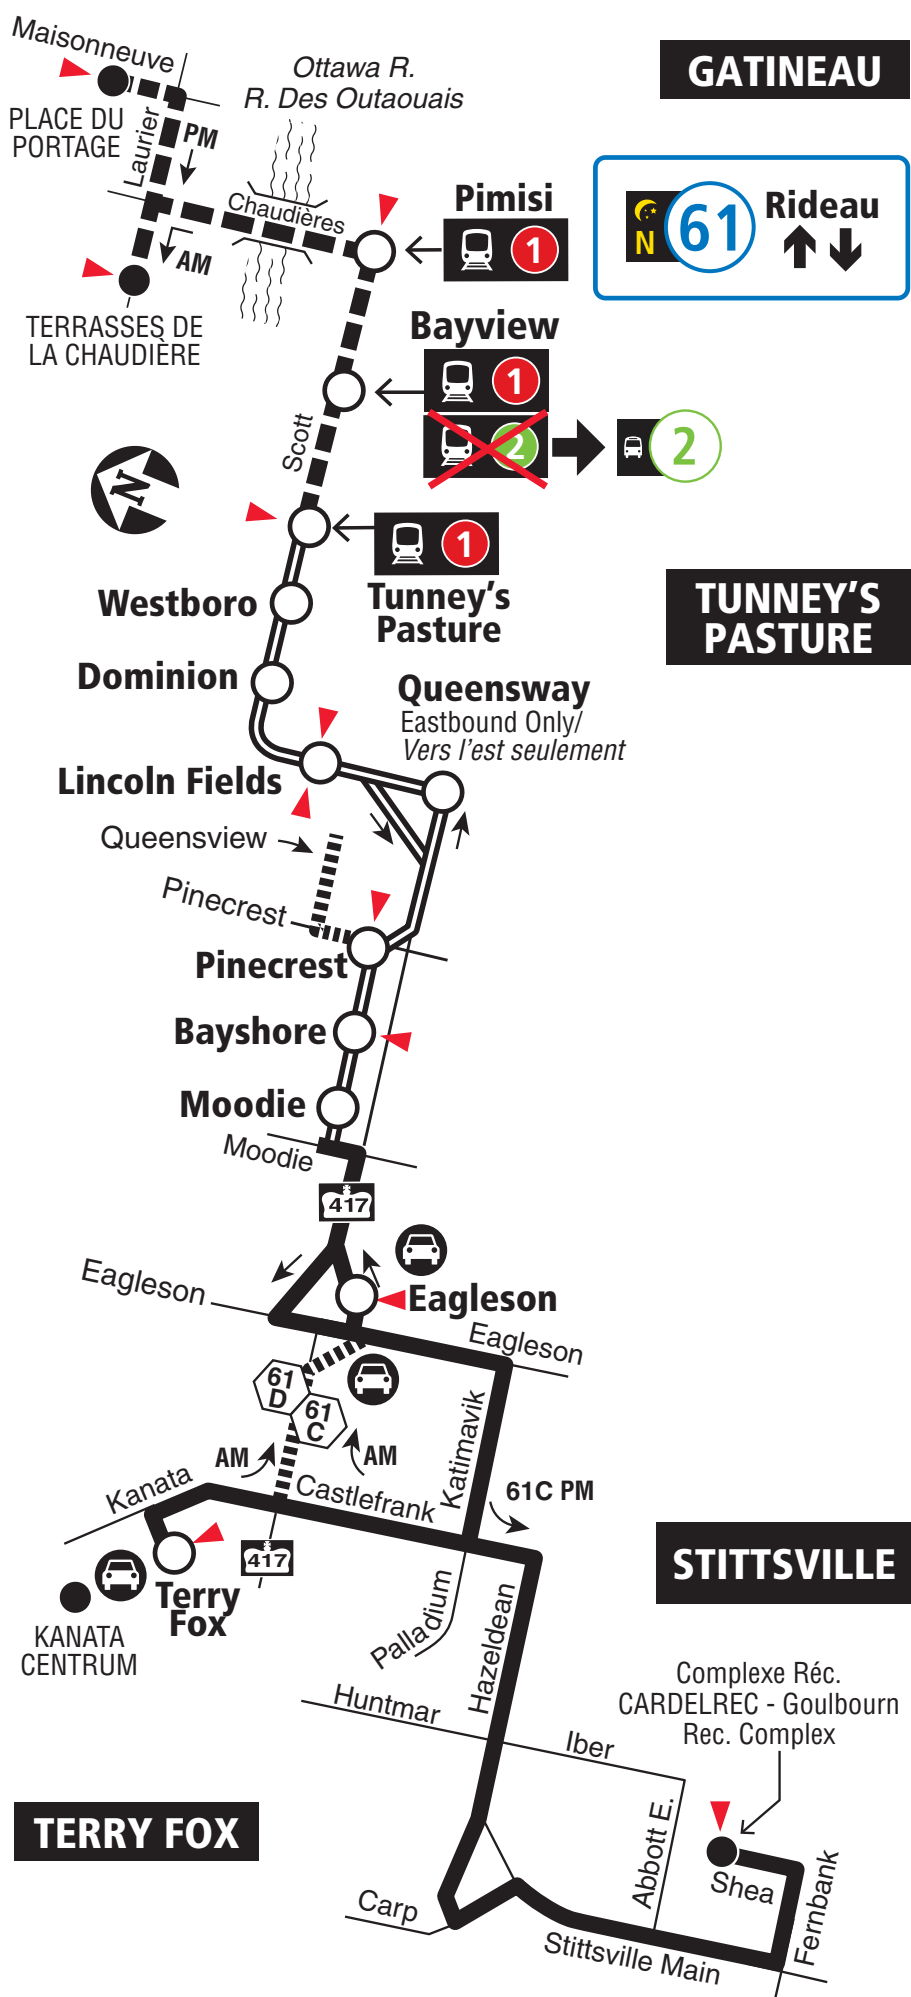 Maisonneuve
Ottawa R.
R. Des Outaouais
GATINEAU
PLACE DU
PORTAGE
Laurier
PM
Chaudières
AM
Pimisi
1
N
61
Rideau
TERRASSES DE
LA CHAUDIÈRE
Bayview
1
2
2
Scott
N
1
Tunney's
Pasture
TUNNEY'S
PASTURE
Westboro
Dominion
Queensway
Eastbound Only/
Vers l'est seulement
Lincoln Fields
Queensview
Pinecrest
Pinecrest
Bayshore
Moodie
Moodie
417
Eagleson
Eagleson
Eagleson
61
D
61
C
AM
AM
Katimavik
Kanata
Castlefrank
61C PM
417
Terry
Fox
KANATA
CENTRUM
STITTSVILLE
Palladium
Hazeldean
Huntmar
Iber
Complexe Réc.
CARDELREC - Goulbourn
Rec. Complex
TERRY FOX
Abbott E.
Shea
Fernbank
Carp
Stittsville Main